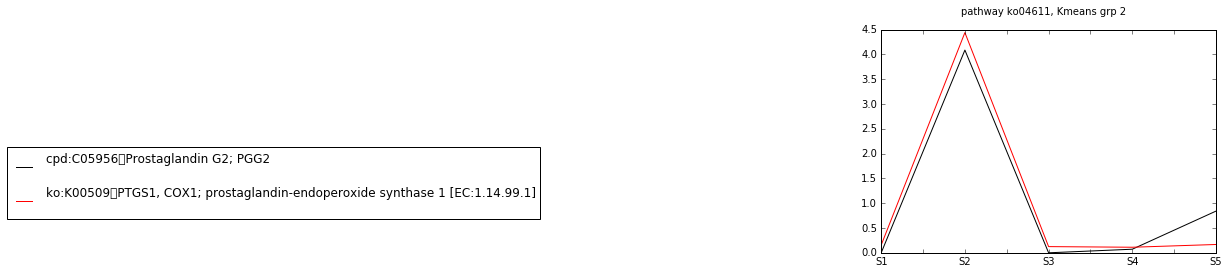 pathway ko04611, Kmeans grp 2
4.5
4.0
3.5
3.0
2.5
2.0
1.5
1.0
0.5
0.0
S1 S2 S3 S4 S5
cpd:C05956▯Prostaglandin G2; PGG2
ko:K00509▯PTGS1, COX1; prostaglandin-endoperoxide synthase 1 [EC:1.14.99.1]